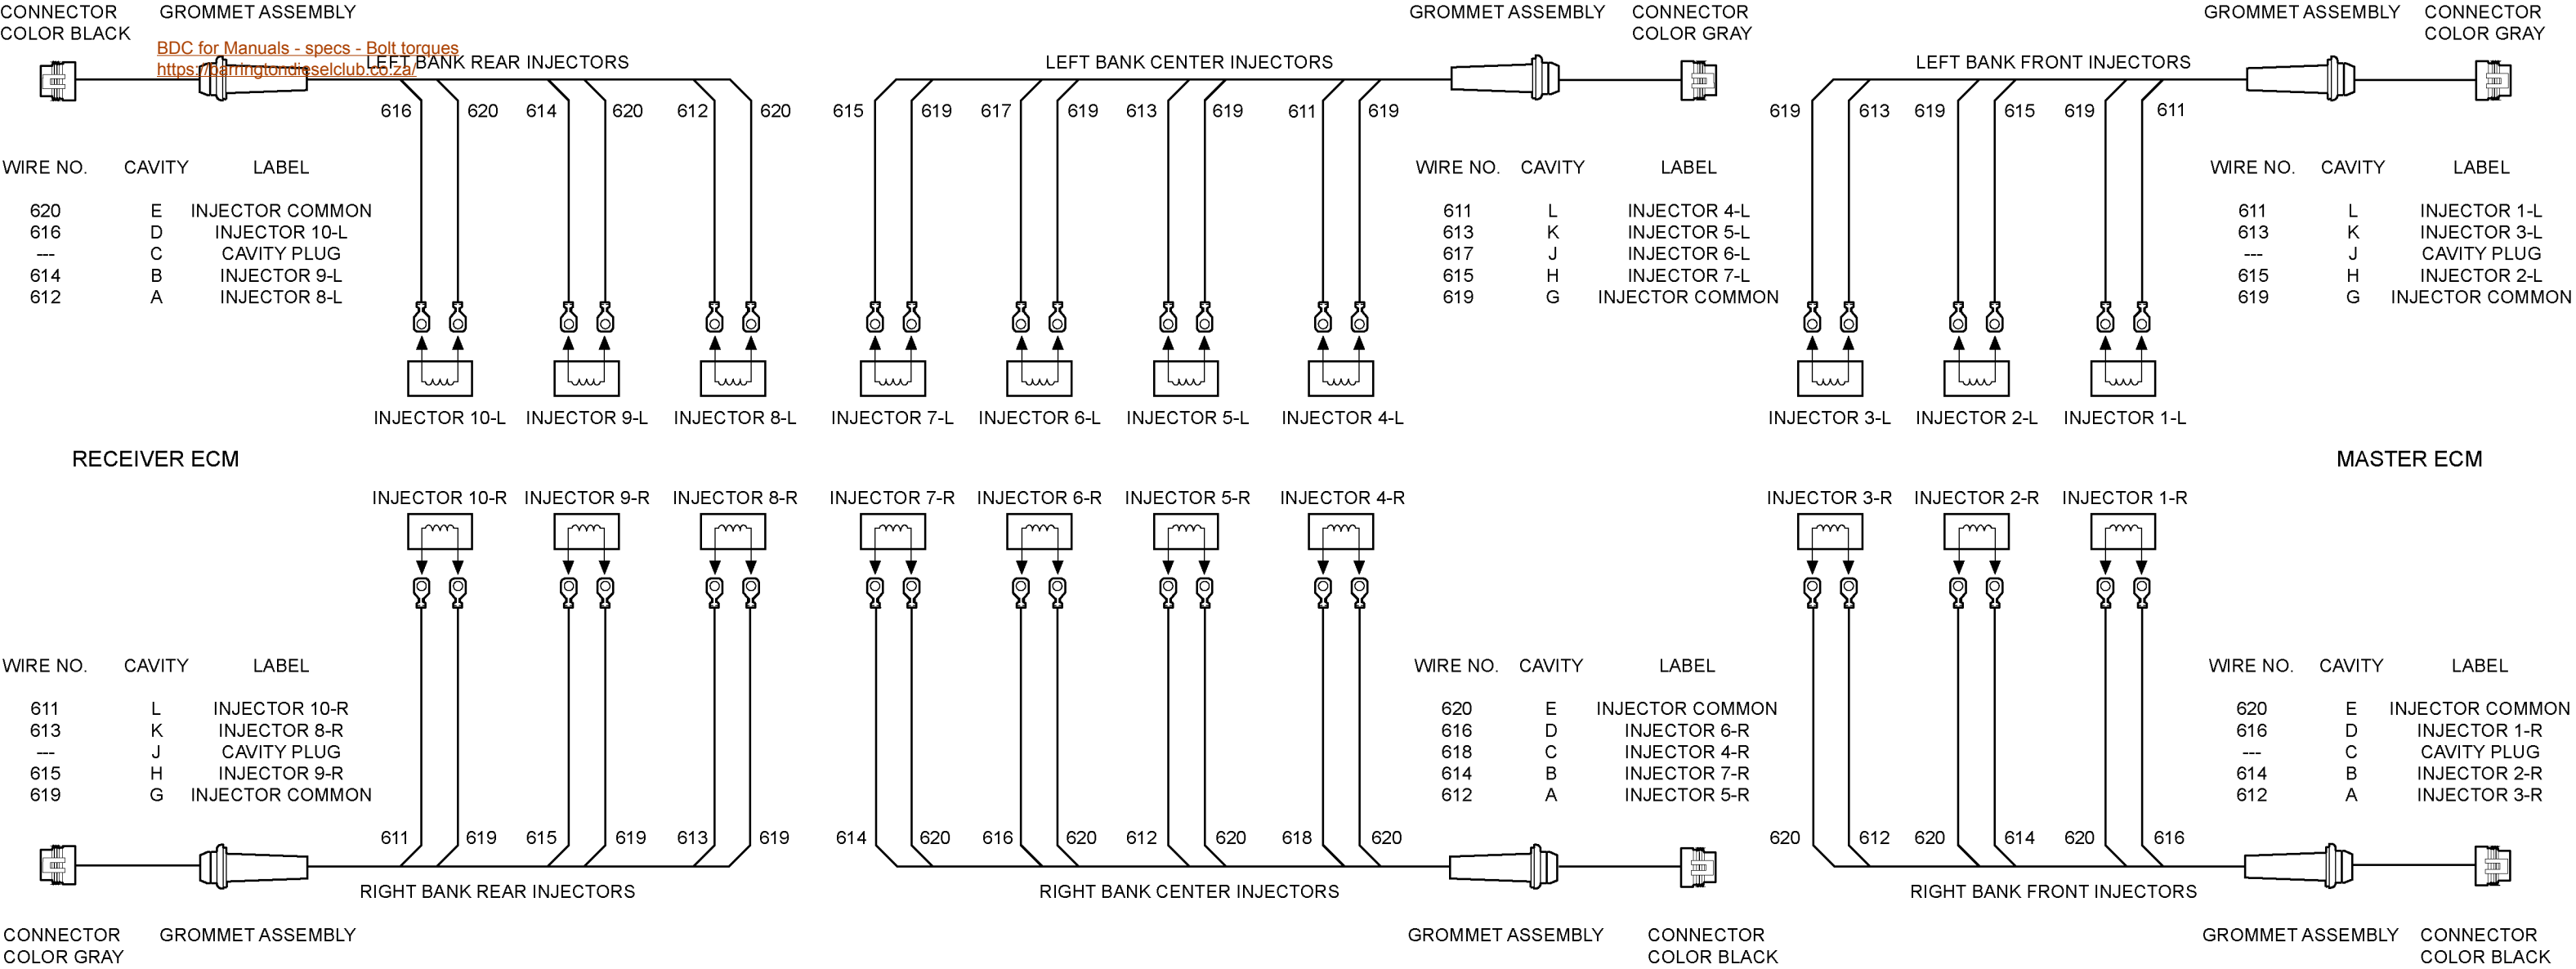 CONNECTOR
COLOR BLACK
GROMMET ASSEMBLY
BDC for Manuals - specs - Bolt torques
https://barringtondieselclub.co.za/
LEFT BANK REAR INJECTORS
LEFT BANK CENTER INJECTORS
GROMMET ASSEMBLY
CONNECTOR
COLOR GRAY
LEFT BANK FRONT INJECTORS
GROMMET ASSEMBLY
CONNECTOR
COLOR GRAY
616 620 614 620 612 620 615 619 617 619 613 619 611 619 619 613 619 615 619 611
WIRE NO. CAVITY LABEL
620 E INJECTOR COMMON
616 D INJECTOR 10-L
--- C CAVITY PLUG
614 B INJECTOR 9-L
612 A INJECTOR 8-L
WIRE NO. CAVITY LABEL
611 L INJECTOR 4-L
613 K INJECTOR 5-L
617 J INJECTOR 6-L
615 H INJECTOR 7-L
619 G INJECTOR COMMON
WIRE NO. CAVITY LABEL
611 L INJECTOR 1-L
613 K INJECTOR 3-L
--- J CAVITY PLUG
615 H INJECTOR 2-L
619 G INJECTOR COMMON
INJECTOR 10-L INJECTOR 9-L INJECTOR 8-L INJECTOR 7-L INJECTOR 6-L INJECTOR 5-L INJECTOR 4-L INJECTOR 3-L INJECTOR 2-L INJECTOR 1-L
RECEIVER ECM
MASTER ECM
INJECTOR 10-R INJECTOR 9-R INJECTOR 8-R INJECTOR 7-R INJECTOR 6-R INJECTOR 5-R INJECTOR 4-R INJECTOR 3-R INJECTOR 2-R INJECTOR 1-R
WIRE NO. CAVITY LABEL
611 L INJECTOR 10-R
613 K INJECTOR 8-R
--- J CAVITY PLUG
615 H INJECTOR 9-R
619 G INJECTOR COMMON
WIRE NO. CAVITY LABEL
620 E INJECTOR COMMON
616 D INJECTOR 6-R
618 C INJECTOR 4-R
614 B INJECTOR 7-R
612 A INJECTOR 5-R
WIRE NO. CAVITY LABEL
620 E INJECTOR COMMON
616 D INJECTOR 1-R
--- C CAVITY PLUG
614 B INJECTOR 2-R
612 A INJECTOR 3-R
611 619 615 619 613 619 614 620 616 620 612 620 618 620 620 612 620 614 620 616
RIGHT BANK REAR INJECTORS
RIGHT BANK CENTER INJECTORS
RIGHT BANK FRONT INJECTORS
CONNECTOR
COLOR GRAY
GROMMET ASSEMBLY
GROMMET ASSEMBLY
CONNECTOR
COLOR BLACK
GROMMET ASSEMBLY
CONNECTOR
COLOR BLACK